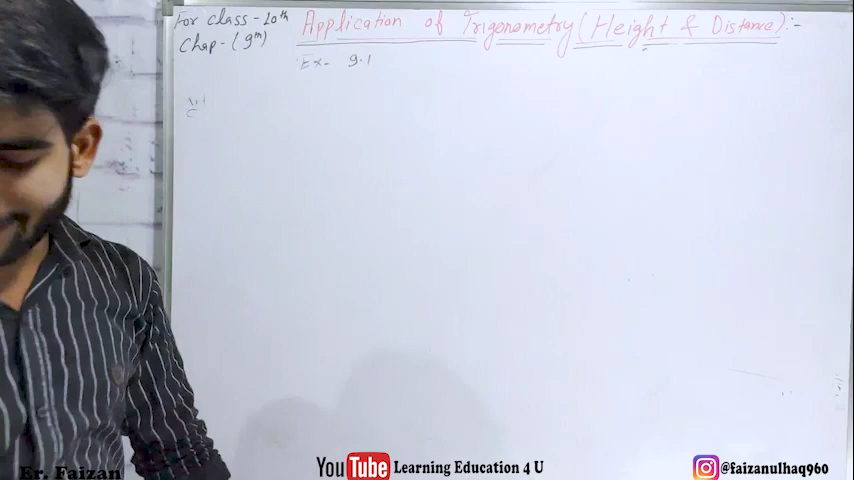 For Class - 10th
Chap - (9th)
Application of Trigonometry (Height & Distance) :-
Ex - 9.1
Er. Faizan
YouTube Learning Education 4 U
@faizanulhaq960